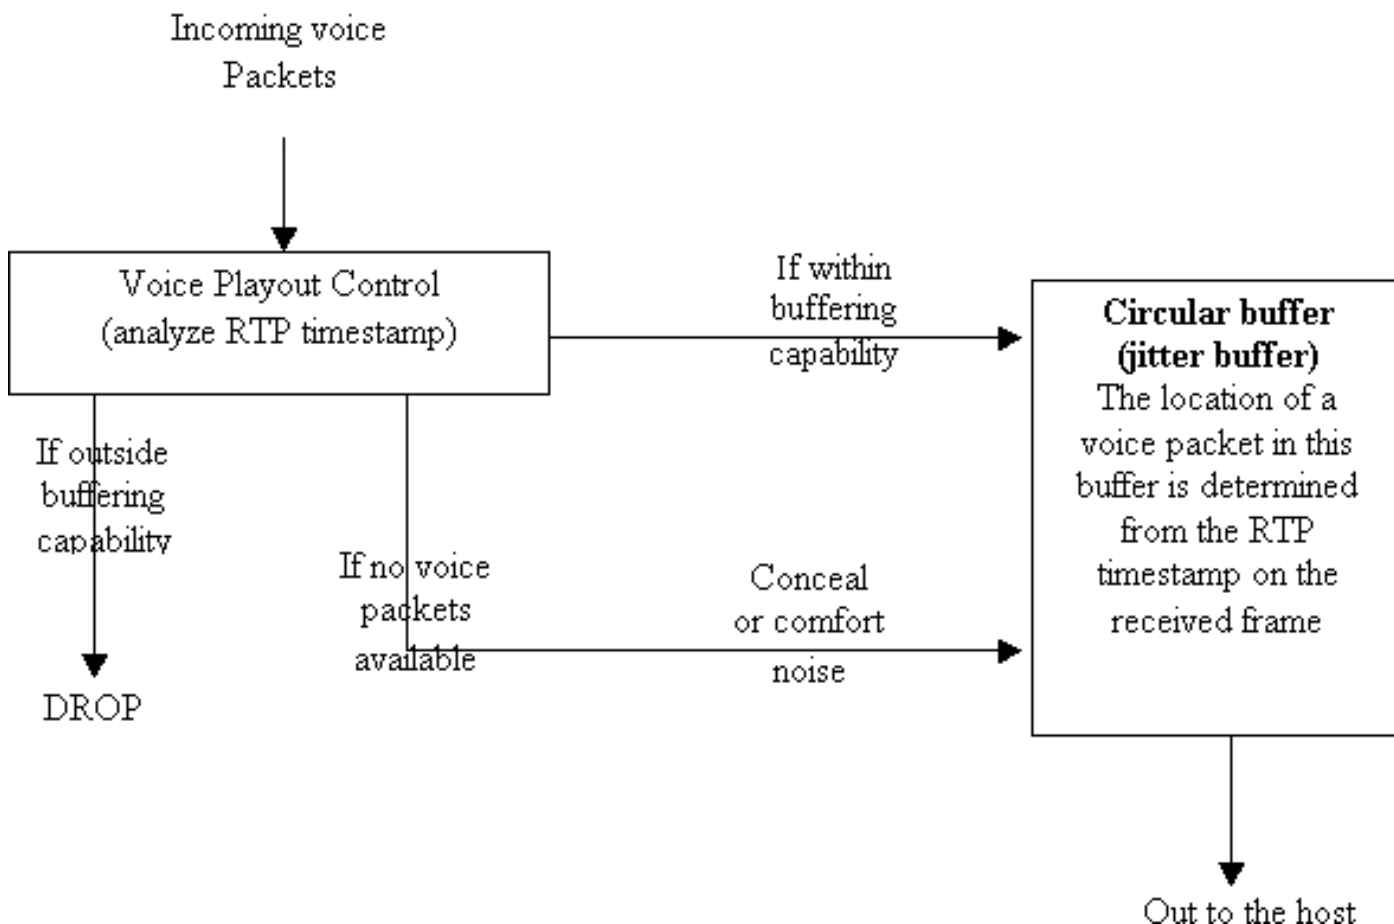 Incoming voice
Packets
Voice Playout Control
(analyze RTP timestamp)
If within
buffering
capability
Circular buffer
(jitter buffer)
The location of a
voice packet in this
buffer is determined
from the RTP
timestamp on the
received frame
If outside
buffering
capability
If no voice
packets
available
Conceal
or comfort
noise
DROP
Out to the host